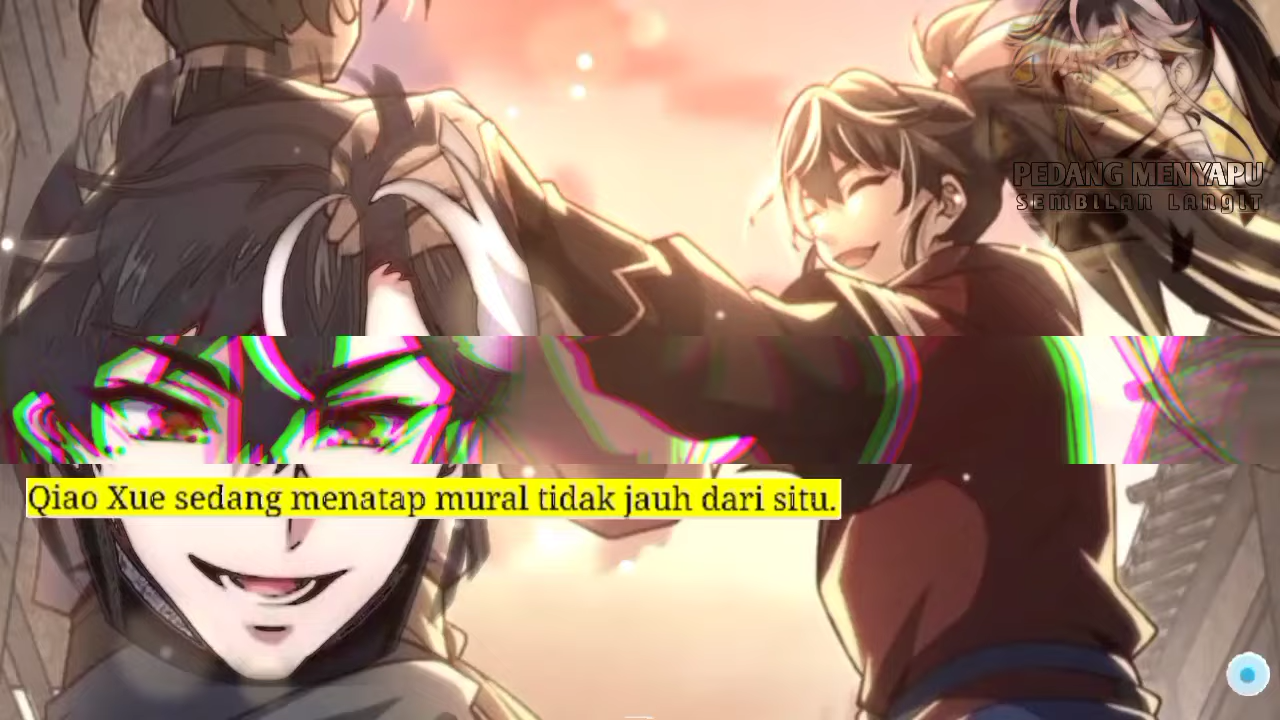 PEDANG MENYAPU
SEMBILAN LANGIT
Qiao Xue sedang menatap mural tidak jauh dari situ.